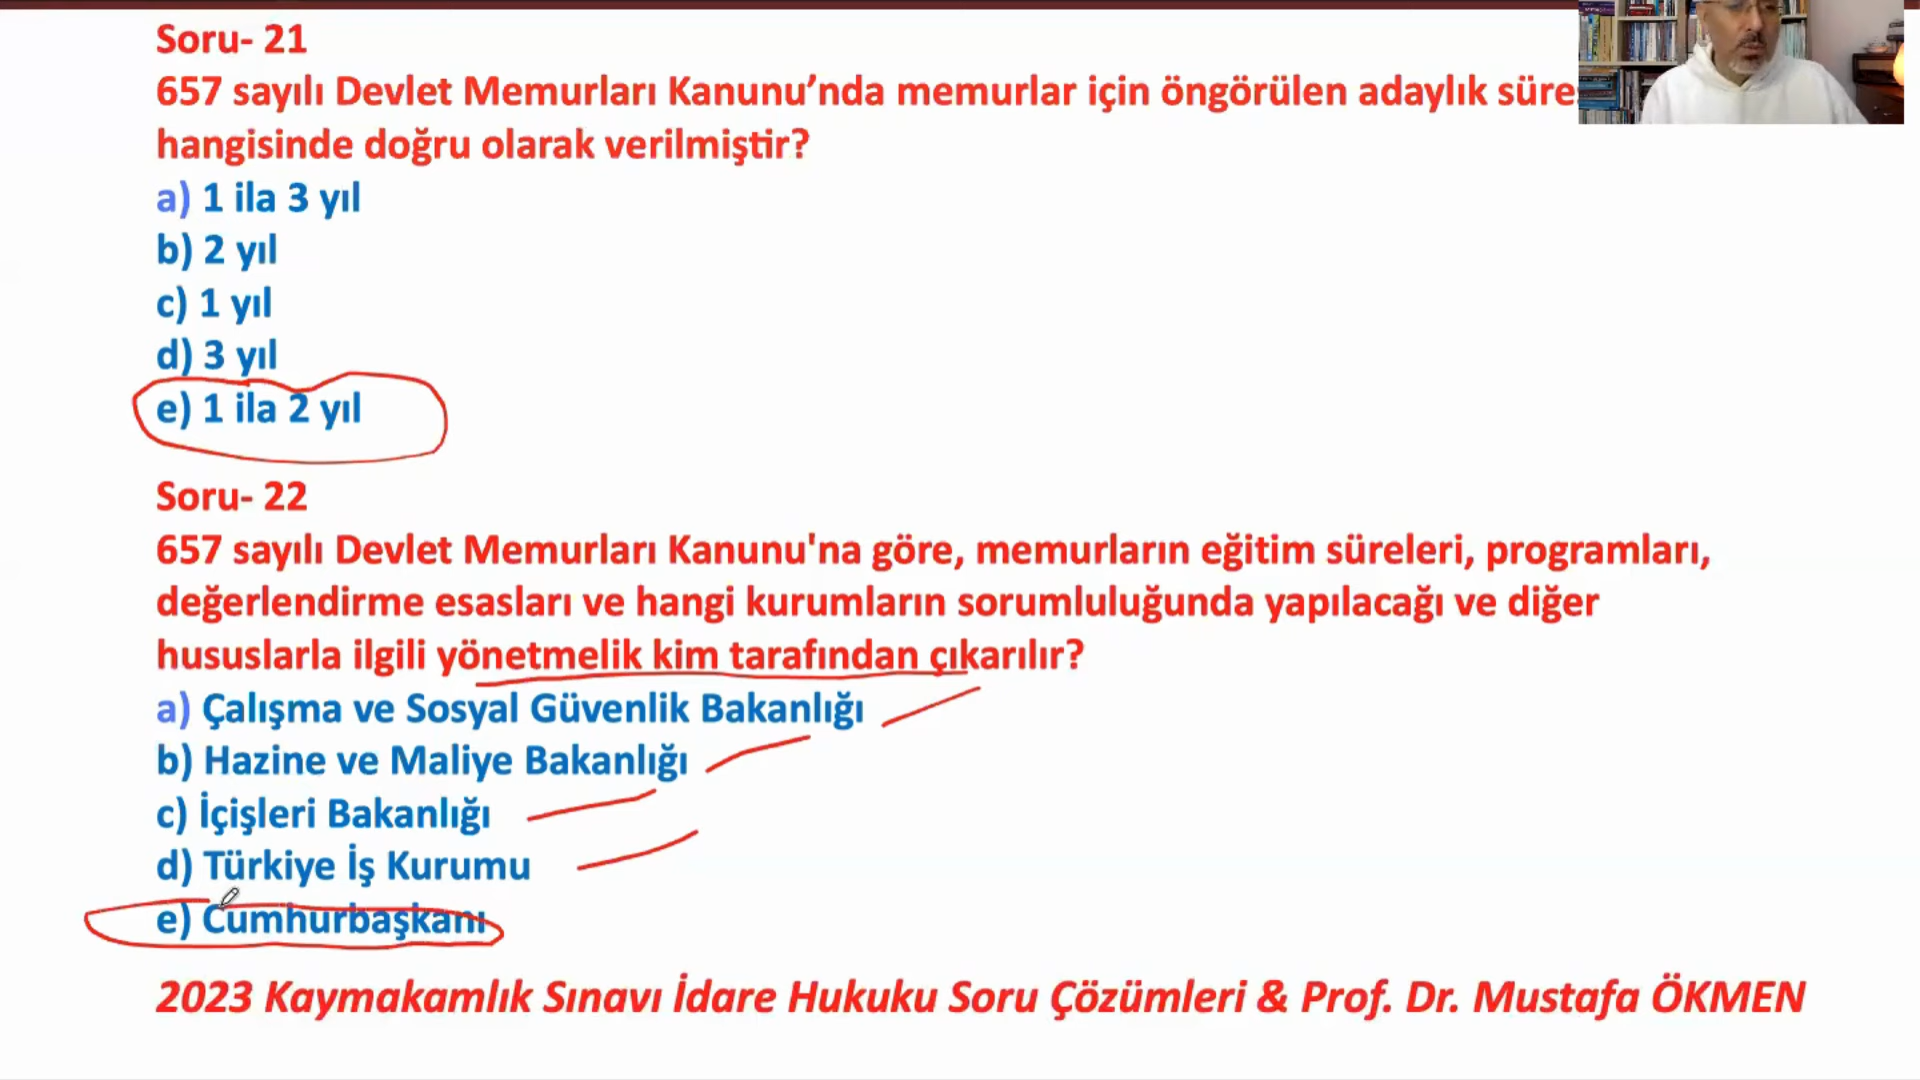 Soru- 21
657 sayılı Devlet Memurları Kanunu’nda memurlar için öngörülen adaylık
hangisinde doğru olarak verilmiştir?
a) 1 ila 3 yıl
b) 2 yıl
c) 1 yıl
d) 3 yıl
e) 1 ila 2 yıl
Soru- 22
657 sayılı Devlet Memurları Kanunu'na göre, memurların eğitim süreleri, programları,
değerlendirme esasları ve hangi kurumların sorumluluğunda yapılacağı ve diğer
hususlarla ilgili yönetmelik kim tarafından çıkarılır?
a) Çalışma ve Sosyal Güvenlik Bakanlığı
b) Hazine ve Maliye Bakanlığı
c) İçişleri Bakanlığı
d) Türkiye İş Kurumu
e) Cumhurbaşkanı
2023 Kaymakamlık Sınavı İdare Hukuku Soru Çözümleri & Prof. Dr. Mustafa ÖKMEN